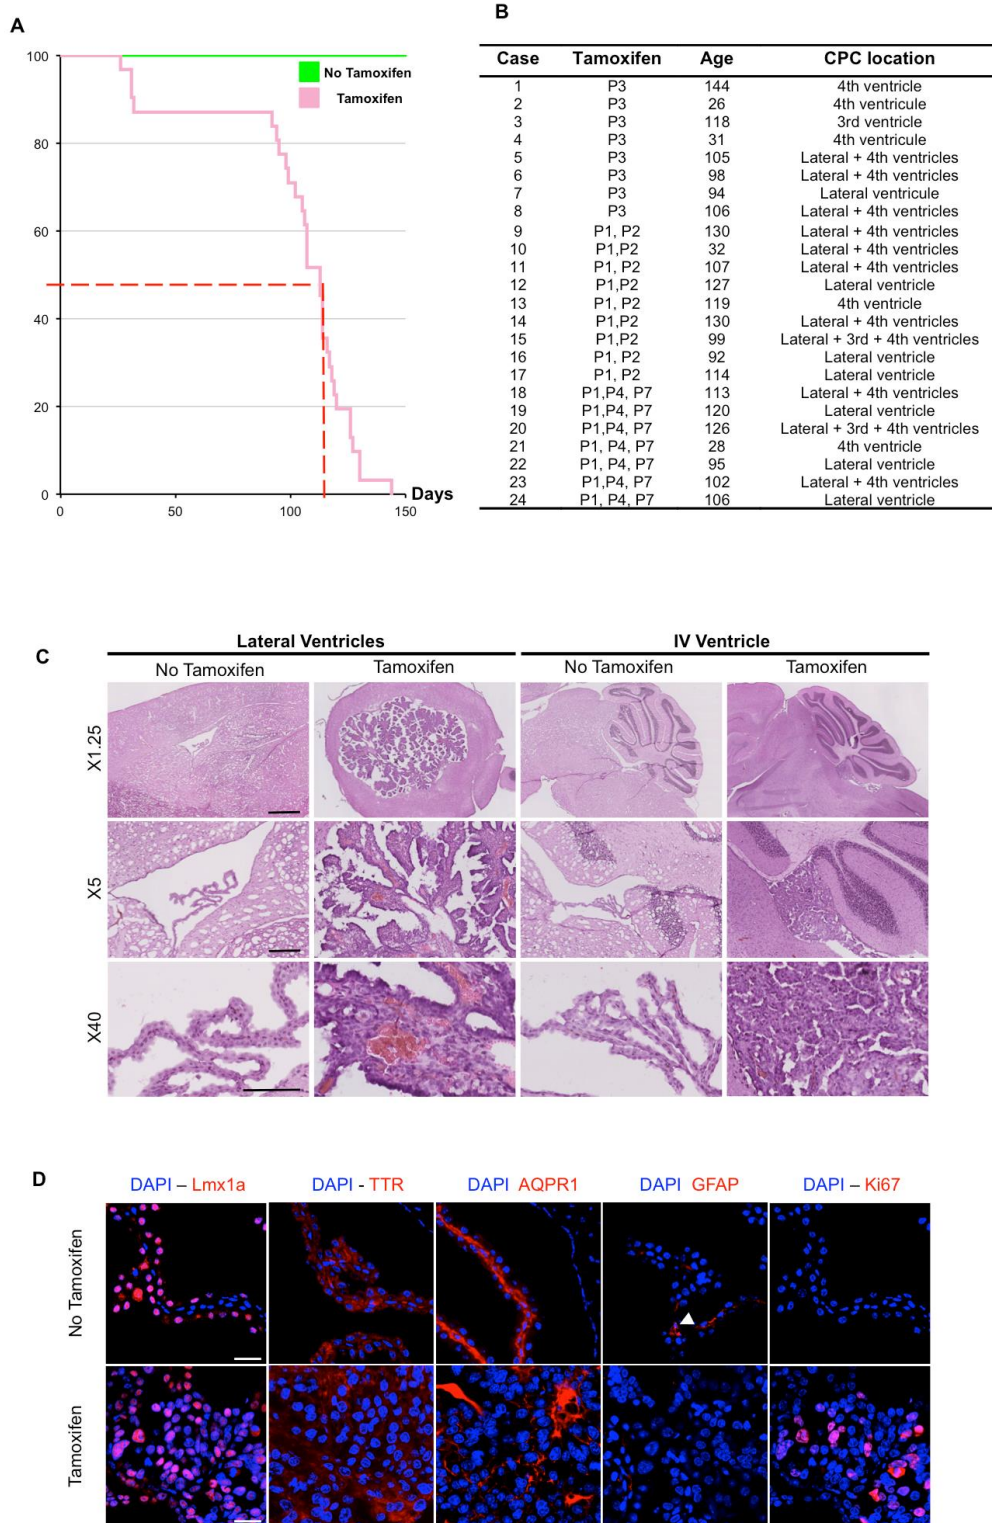 A
100
80
60
40
20
0
0 50 100 150
Days
No Tamoxifen
Tamoxifen
B
Case Tamoxifen Age CPC location
1 P3 144 4th ventricle
2 P3 26 4th ventricule
3 P3 118 3rd ventricle
4 P3 31 4th ventricule
5 P3 105 Lateral + 4th ventricles
6 P3 98 Lateral + 4th ventricles
7 P3 94 Lateral ventricule
8 P3 106 Lateral + 4th ventricles
9 P1, P2 130 Lateral + 4th ventricles
10 P1,P2 32 Lateral + 4th ventricles
11 P1, P2 107 Lateral + 4th ventricles
12 P1,P2 127 Lateral ventricle
13 P1, P2 119 4th ventricle
14 P1,P2 130 Lateral + 4th ventricles
15 P1,P2 99 Lateral + 3rd + 4th ventricles
16 P1, P2 92 Lateral ventricle
17 P1, P2 114 Lateral ventricle
18 P1,P4, P7 113 Lateral + 4th ventricles
19 P1,P4, P7 120 Lateral ventricle
20 P1,P4, P7 126 Lateral + 3rd + 4th ventricles
21 P1, P4, P7 28 4th ventricle
22 P1, P4, P7 95 Lateral ventricle
23 P1,P4, P7 102 Lateral + 4th ventricles
24 P1, P4, P7 106 Lateral ventricle
C
Lateral Ventricles IV Ventricle
No Tamoxifen Tamoxifen No Tamoxifen Tamoxifen
X1.25
X5
X40
D
DAPI – Lmx1a DAPI - TTR DAPI AQPR1 DAPI GFAP DAPI – Ki67
No Tamoxifen
Tamoxifen